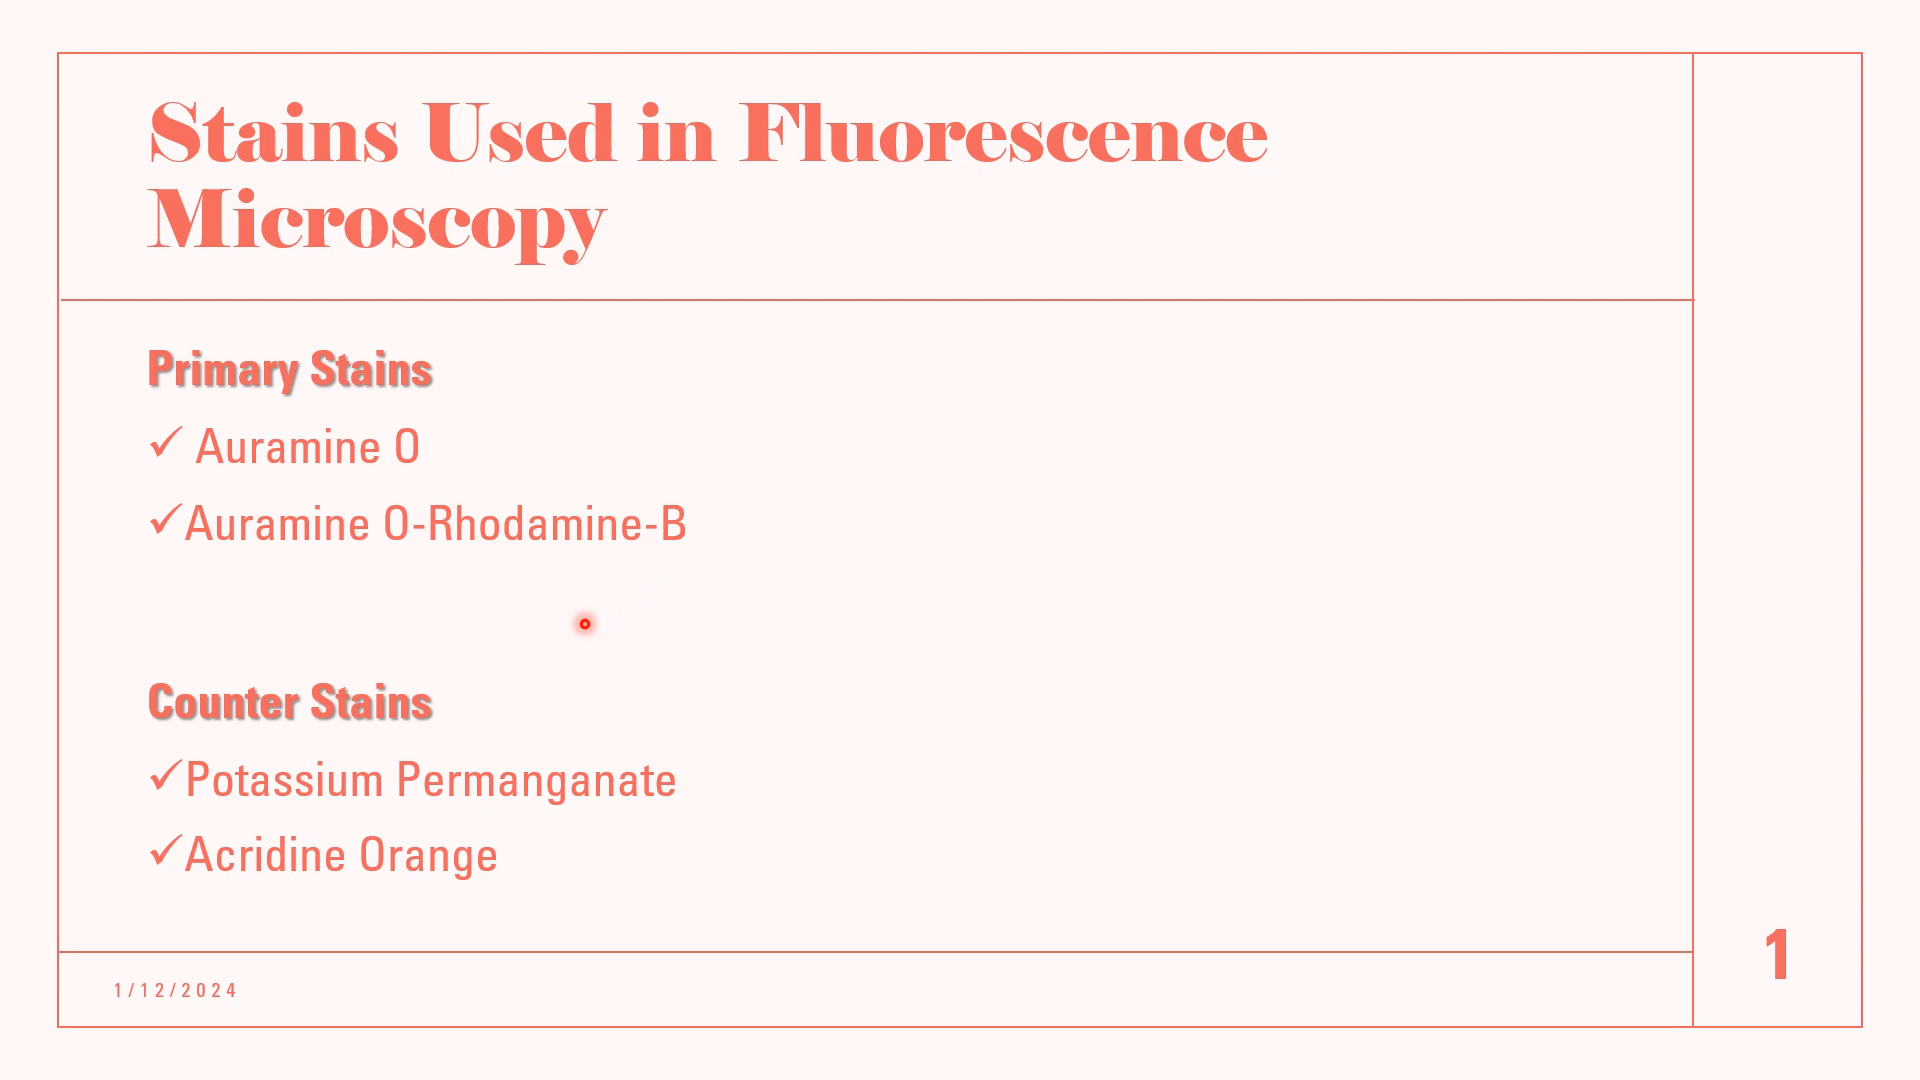 Stains Used in Fluorescence
Microscopy
Primary Stains
✓ Auramine O
✓Auramine O-Rhodamine-B
Counter Stains
✓Potassium Permanganate
✓Acridine Orange
1
1/12/2024